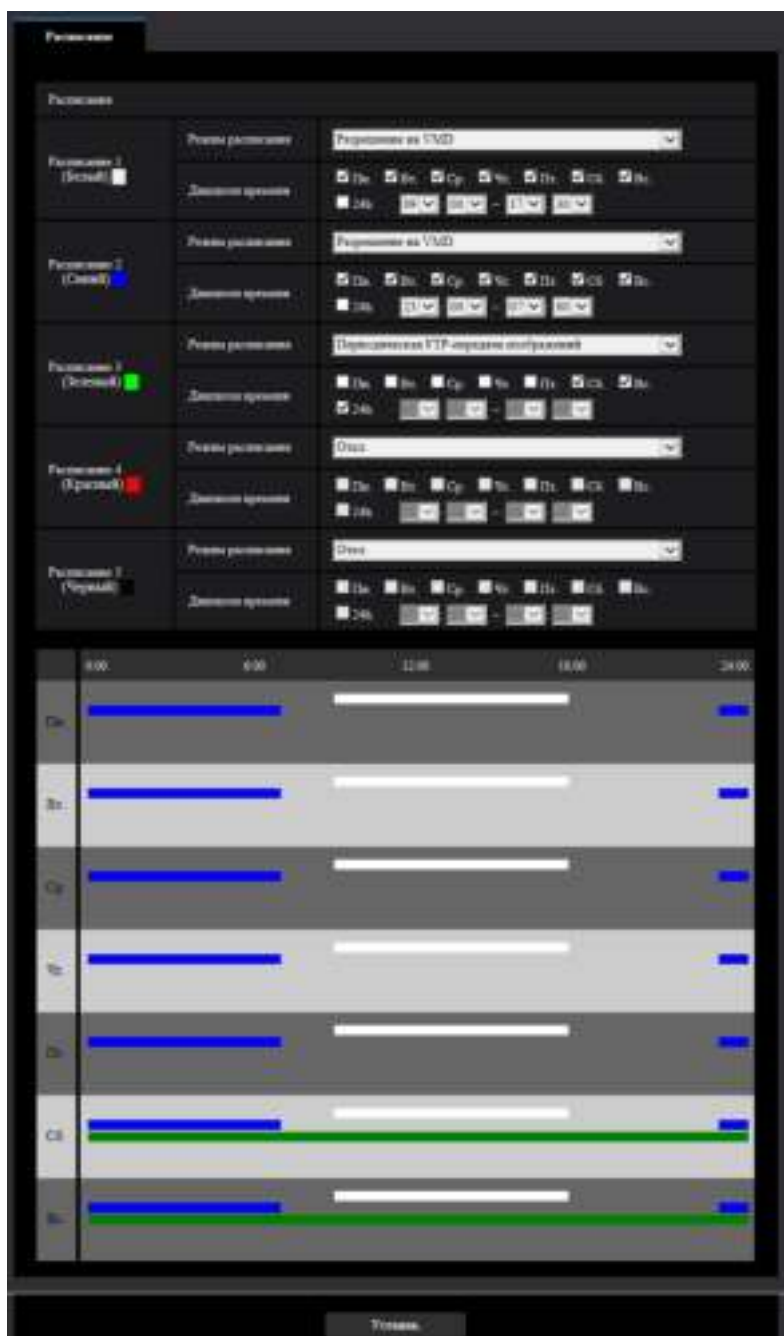 Расписание
Расписание
Расписание 1
(Белый)
Режим расписания
Разрешение на VMD
Диапазон времени
Пн. Вт. Ср. Чт. Пт. Сб. Вс.
24h
Расписание 2
(Синий)
Режим расписания
Разрешение на VMD
Диапазон времени
Пн. Вт. Ср. Чт. Пт. Сб. Вс.
24h
Расписание 3
(Зеленый)
Режим расписания
Периодическая FTP-передача изображений
Диапазон времени
Пн. Вт. Ср. Чт. Пт. Сб. Вс.
24h
Расписание 4
(Красный)
Режим расписания
Откл.
Диапазон времени
Пн. Вт. Ср. Чт. Пт. Сб. Вс.
24h
Расписание 5
(Черный)
Режим расписания
Откл.
Диапазон времени
Пн. Вт. Ср. Чт. Пт. Сб. Вс.
24h
0:00 6:00 12:00 18:00 24:00
Пн.
Вт.
Ср.
Чт.
Пт.
Сб.
Вс.
Установ.